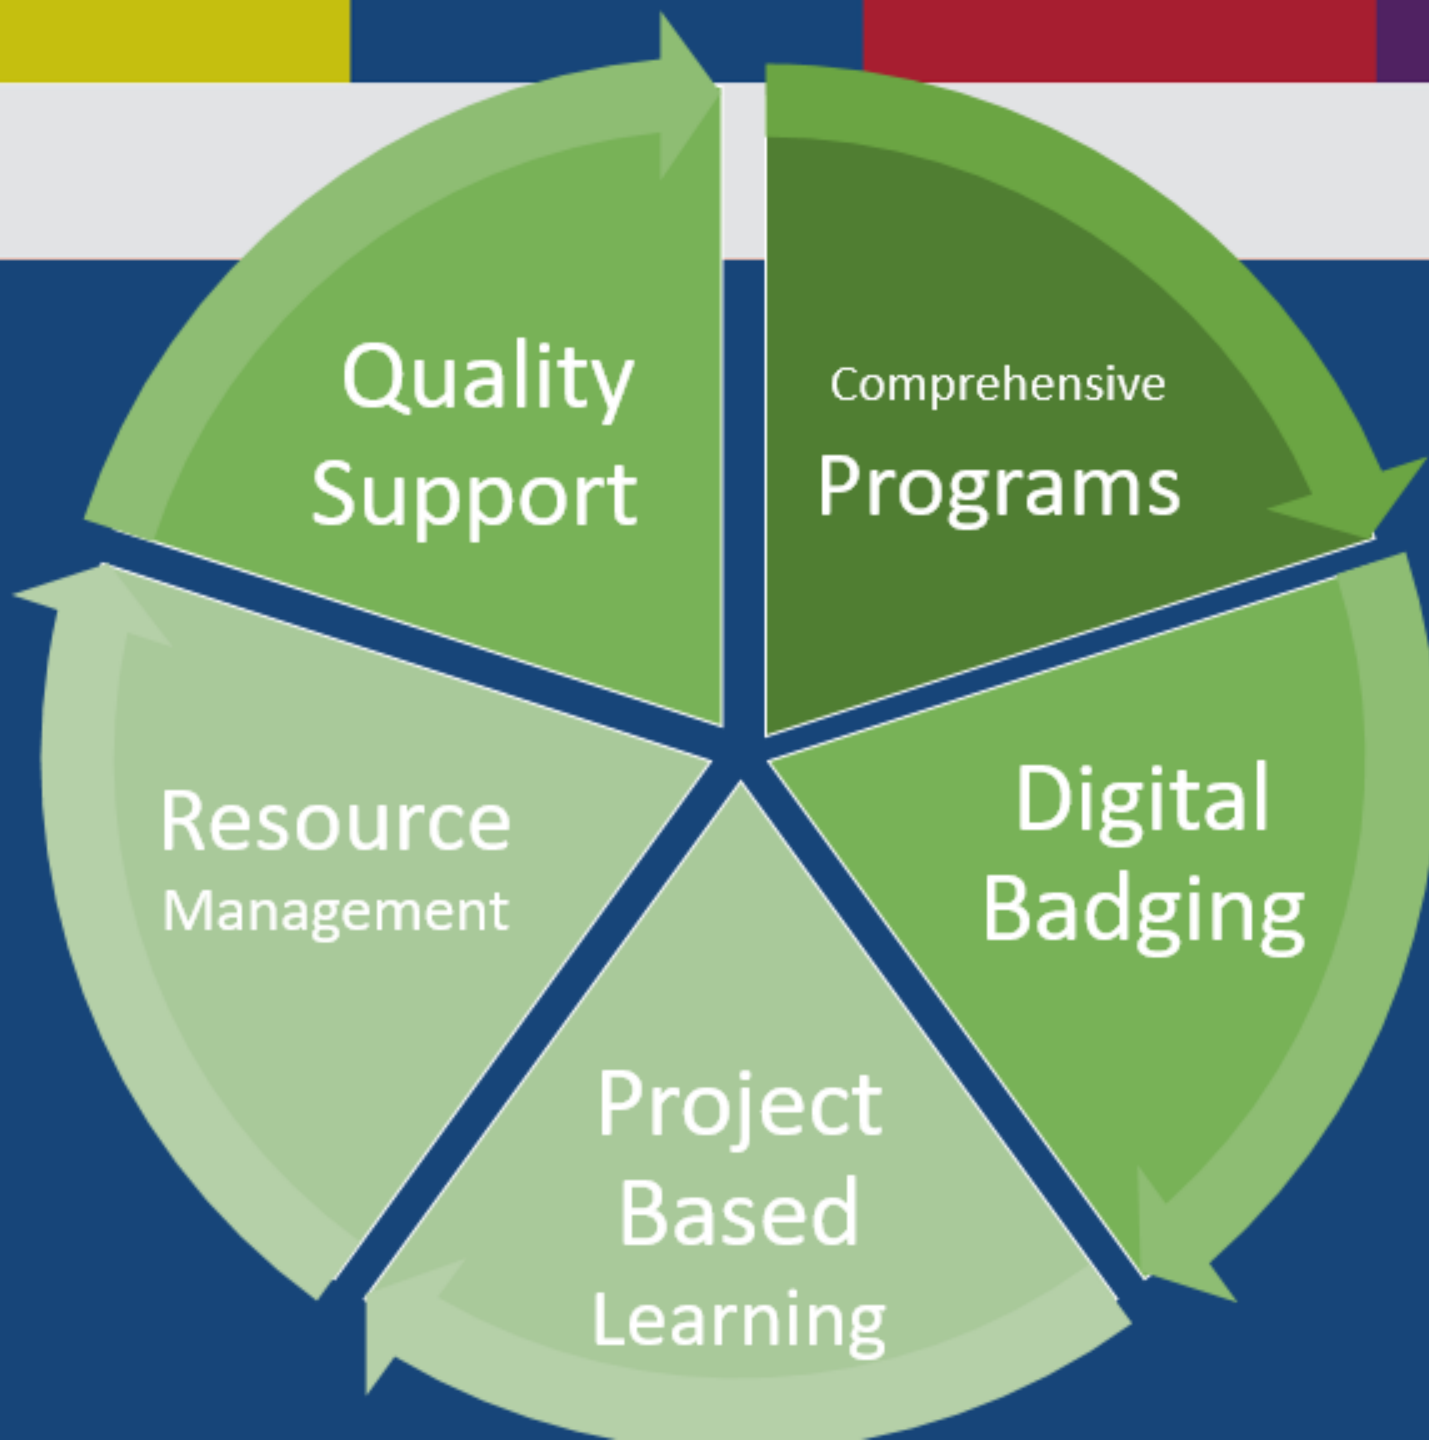 Quality
Support
Comprehensive
Programs
Digital
Badging
Project
Based
Learning
Resource
Management